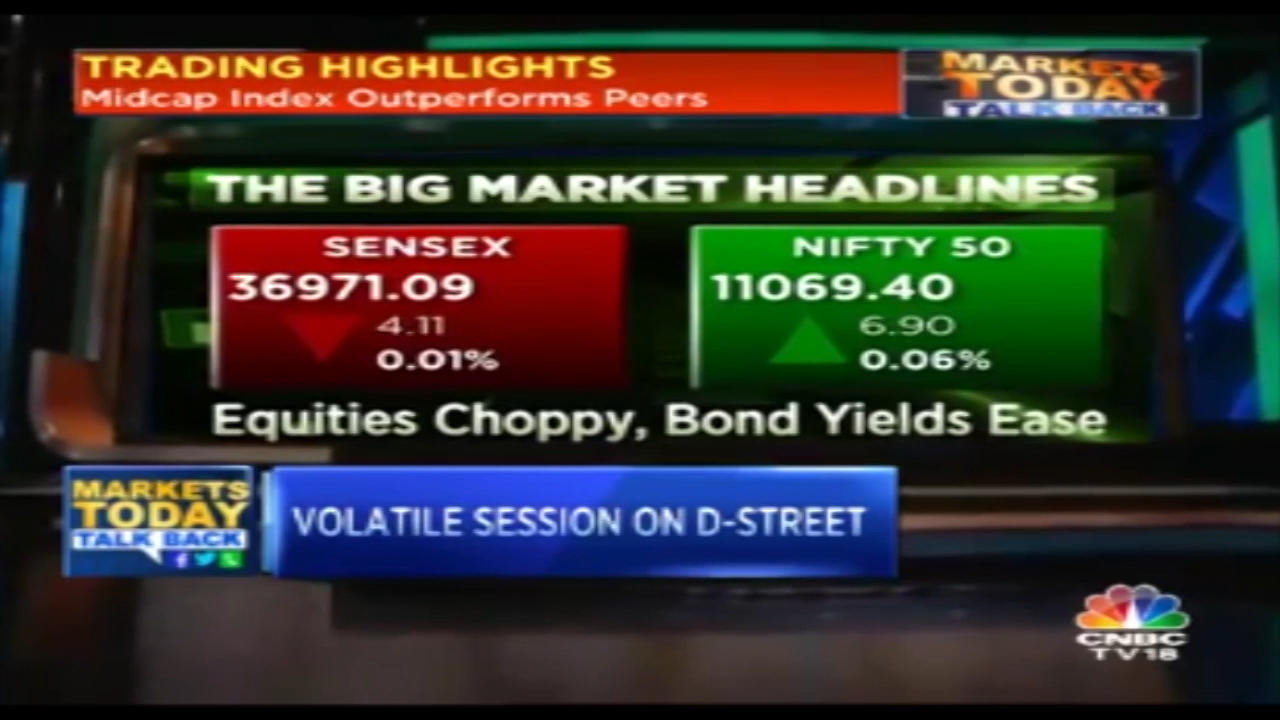 TRADING HIGHLIGHTS
Midcap Index Outperforms Peers
MARKETS
TODAY
TALK BACK
THE BIG MARKET HEADLINES
SENSEX
36971.09
4.11
0.01%
NIFTY 50
11069.40
6.90
0.06%
Equities Choppy, Bond Yields Ease
MARKETS
TODAY
TALK BACK
VOLATILE SESSION ON D-STREET
CNBC
TV18